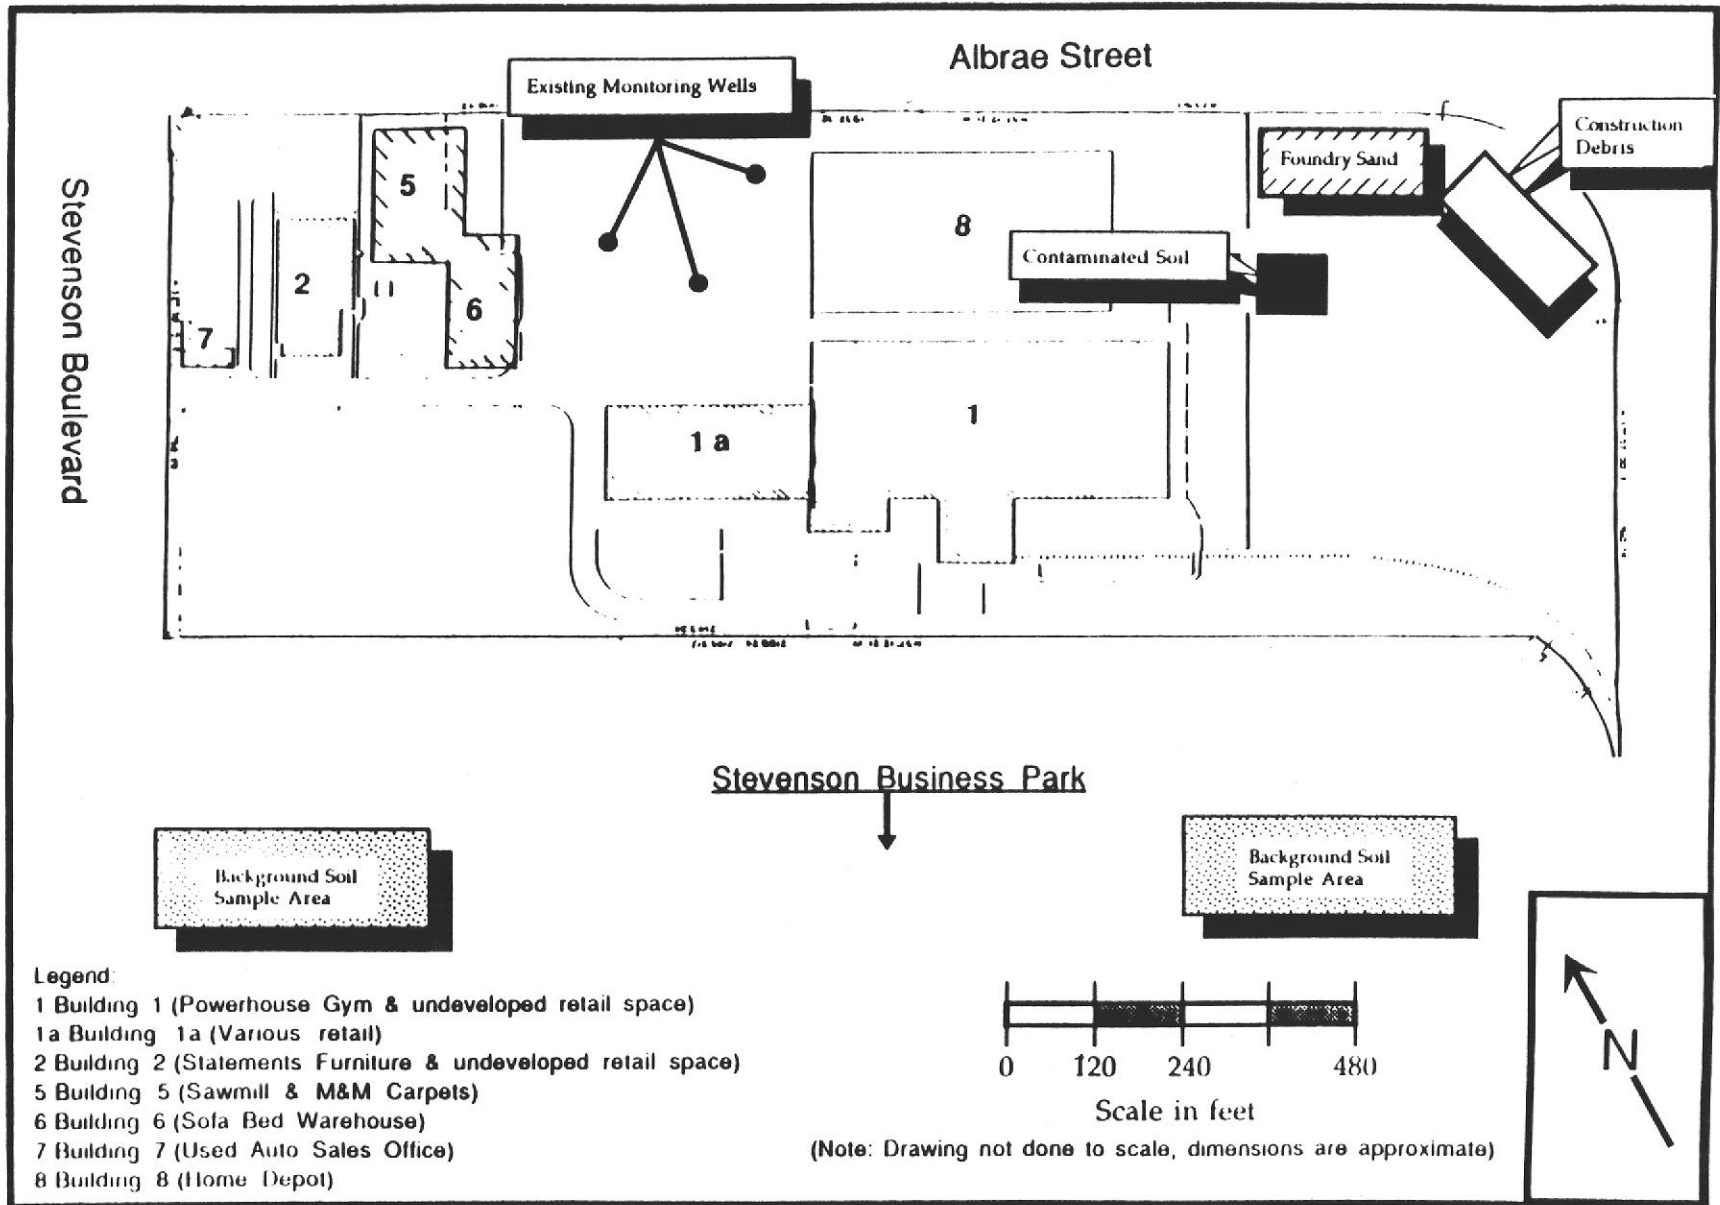 Albrae Street
Existing Monitoring Wells
Construction
Debris
Foundry Sand
Stevenson Boulevard
5
8
Contaminated Soil
2
6
7
1
1 a
Stevenson Business Park
Background Soil
Sample Area
Background Soil
Sample Area
Legend:
1 Building 1 (Powerhouse Gym & undeveloped retail space)
1a Building 1a (Various retail)
2 Building 2 (Statements Furniture & undeveloped retail space)
5 Building 5 (Sawmill & M&M Carpets)
6 Building 6 (Sofa Bed Warehouse)
7 Building 7 (Used Auto Sales Office)
8 Building 8 (Home Depot)
0 120 240 480
Scale in feet
(Note: Drawing not done to scale, dimensions are approximate)
N